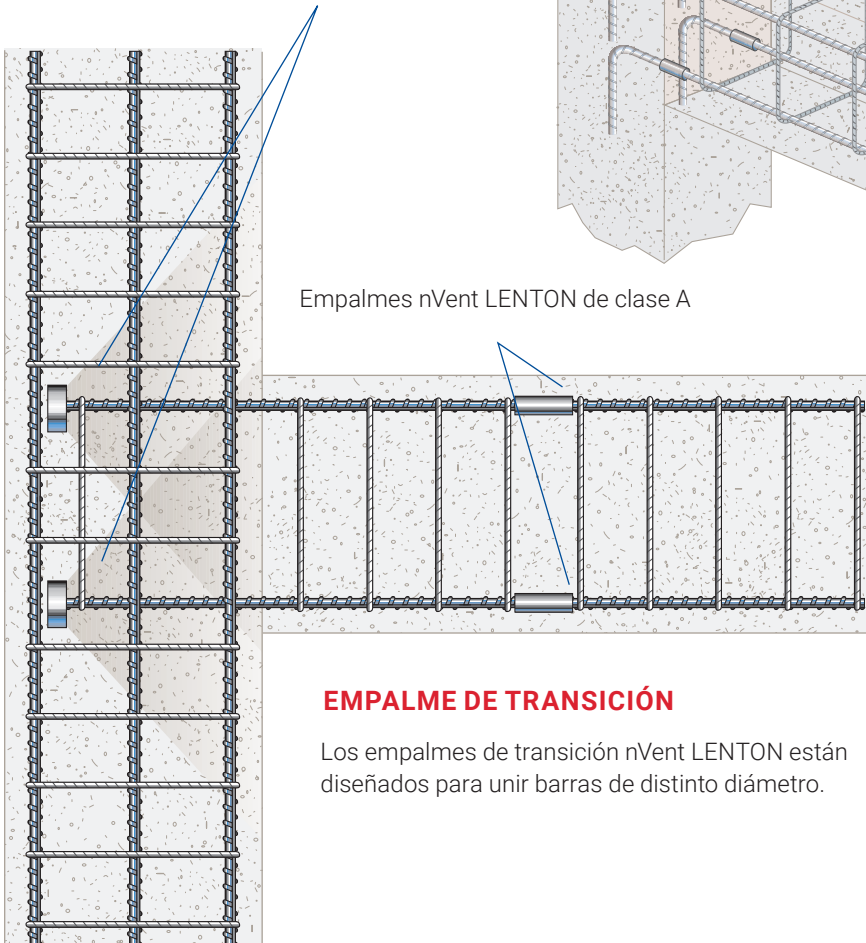 Empalmes nVent LENTON de clase A
EMPALME DE TRANSICIÓN
Los empalmes de transición nVent LENTON están
diseñados para unir barras de distinto diámetro.